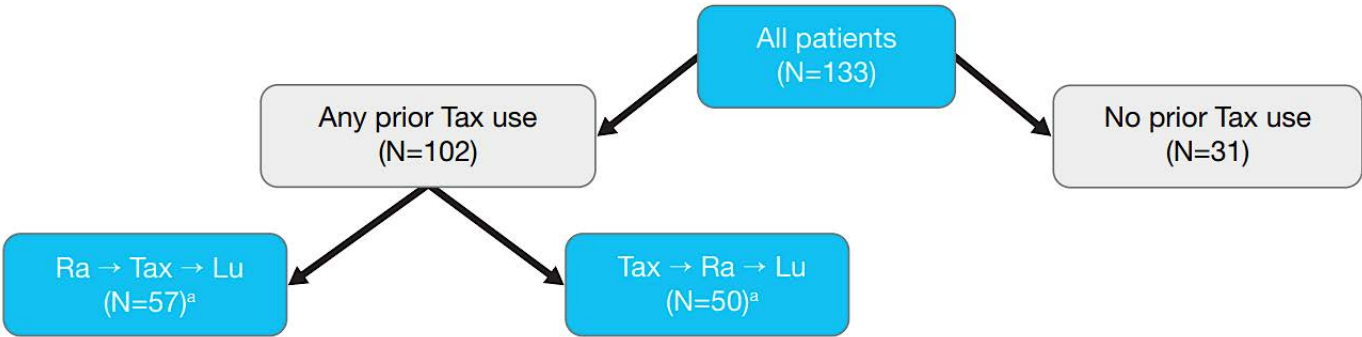 All patients
(N=133)
Any prior Tax use
(N=102)
No prior Tax use
(N=31)
Ra → Tax → Lu
(N=57)ᵃ
Tax → Ra → Lu
(N=50)ᵃ